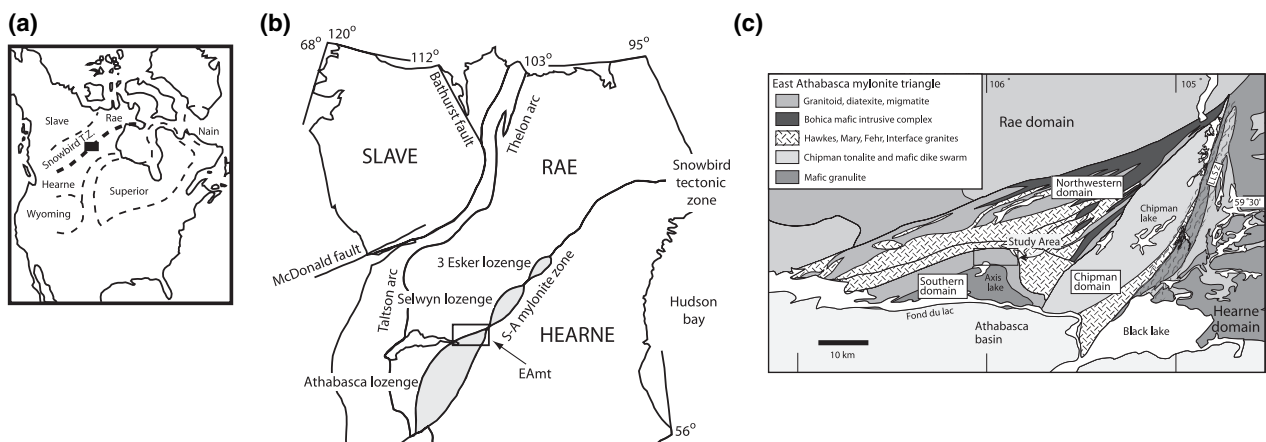 (a)
Slave
Rae
Nain
Snowbird T.Z.
Hearne
Superior
Wyoming
(b)
68°
120°
112°
103°
95°
Bathurst fault
Thelon arc
SLAVE
RAE
Snowbird
tectonic
zone
McDonald fault
3 Esker lozenge
Taltson arc
Selwyn lozenge
S-A mylonite zone
Hudson
bay
HEARNE
EAmt
Athabasca lozenge
56°
(c)
East Athabasca mylonite triangle
Granitoid, diatexite, migmatite
Bohica mafic intrusive complex
Hawkes, Mary, Fehr, Interface granites
Chipman tonalite and mafic dike swarm
Mafic granulite
106°
105°
Rae domain
LLSZ
Northwestern
domain
59°30'
Chipman
lake
Study Area
Southern
domain
Axis
lake
Chipman
domain
Fond du lac
Hearne
domain
Athabasca
basin
Black lake
10 km